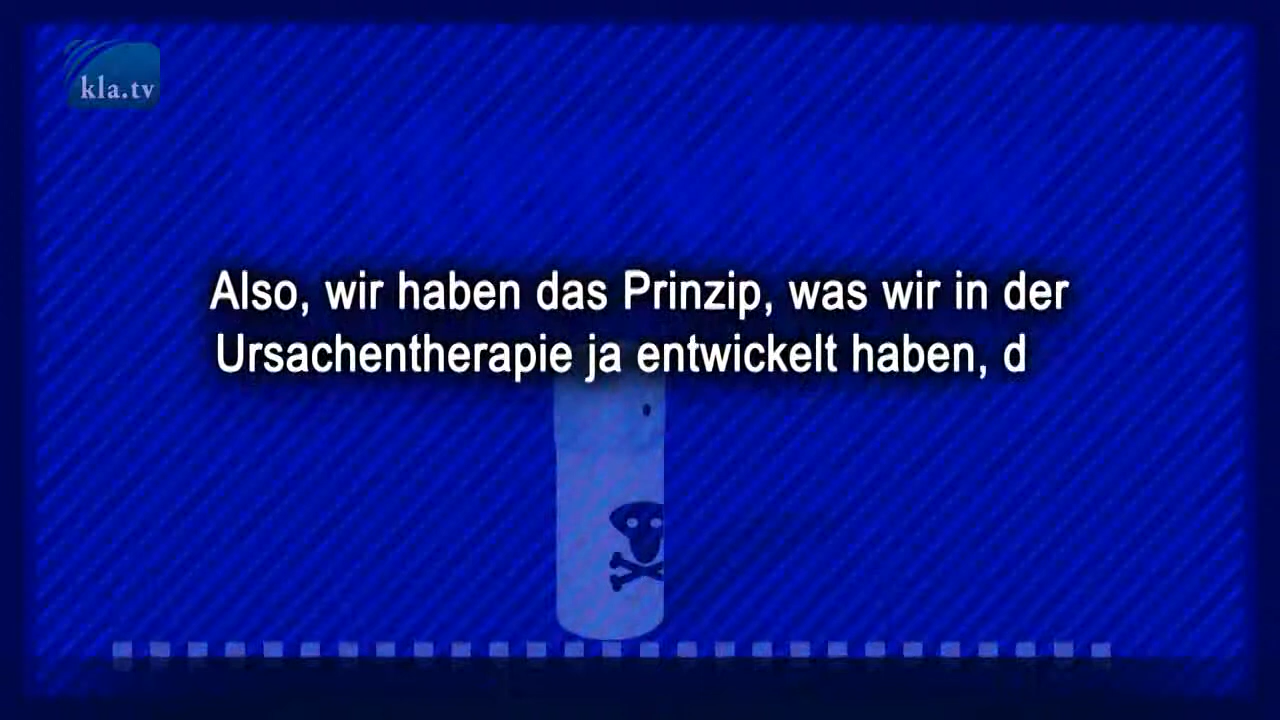 kla.tv
Also, wir haben das Prinzip, was wir in der
Ursachentherapie ja entwickelt haben, d